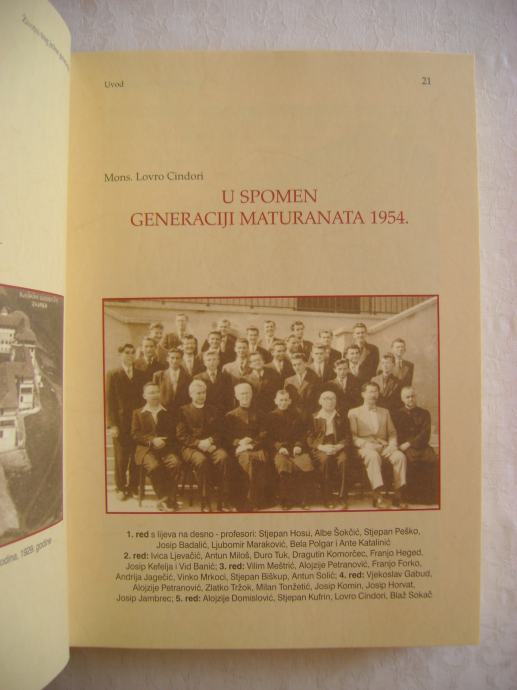 Uvod 21
Mons. Lovro Cindori
U SPOMEN
GENERACIJI MATURANATA 1954.
1. red s lijeva na desno - profesori: Stjepan Hosu, Albe Šokčić, Stjepan Peško,
Josip Badalić, Ljubomir Maraković, Bela Polgar i Ante Katalinić
2. red: Ivica Ljevačić, Antun Miloš, Đuro Tuk, Dragutin Komorčec, Franjo Heged,
Josip Kefelja i Vid Banić; 3. red: Vilim Meštrić, Alojzije Petranović, Franjo Forko,
Andrija Jagečić, Vinko Mrkoci, Stjepan Biškup, Antun Solić; 4. red: Vjekoslav Gabud,
Alojzije Petranović, Zlatko Tržok, Milan Tonžetić, Josip Komin, Josip Horvat,
Josip Jambrec; 5. red: Alojzije Domislović, Stjepan Kufrin, Lovro Cindori, Blaž Sokač
1929. godine